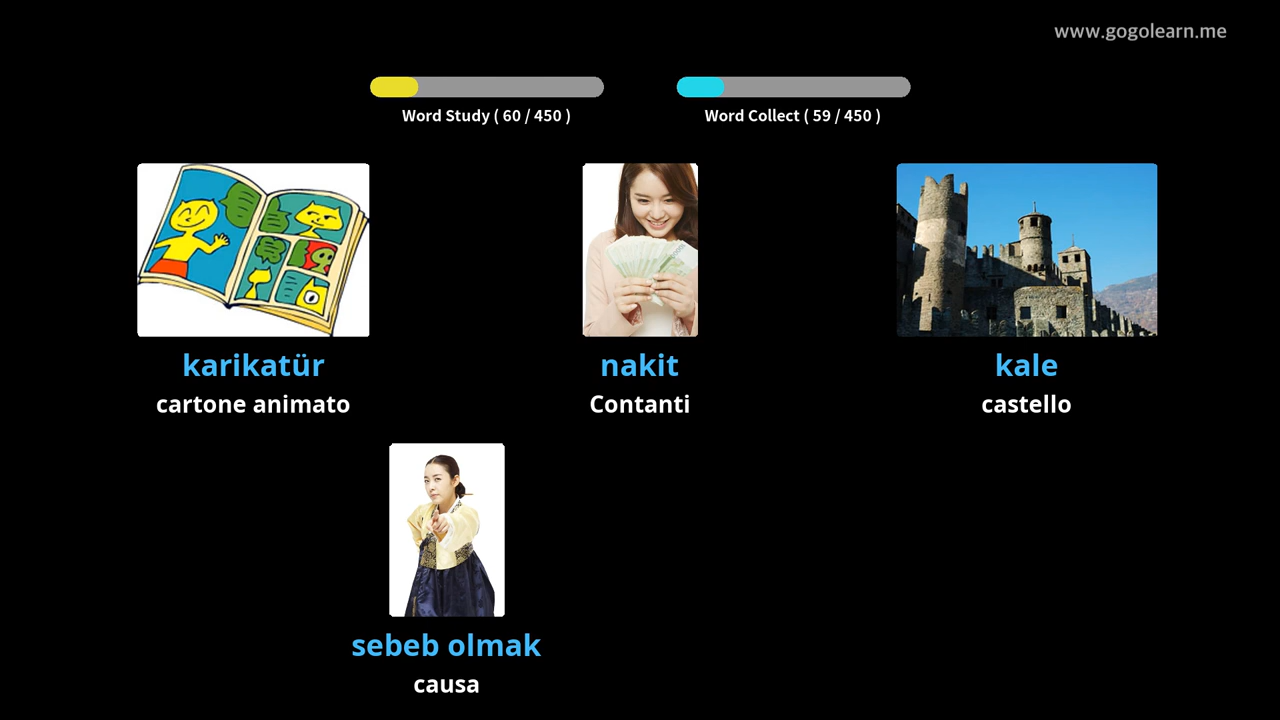 www.gogolearn.me
Word Study ( 60 / 450 )
Word Collect ( 59 / 450 )
karikatür
cartone animato
nakit
Contanti
kale
castello
sebeb olmak
causa